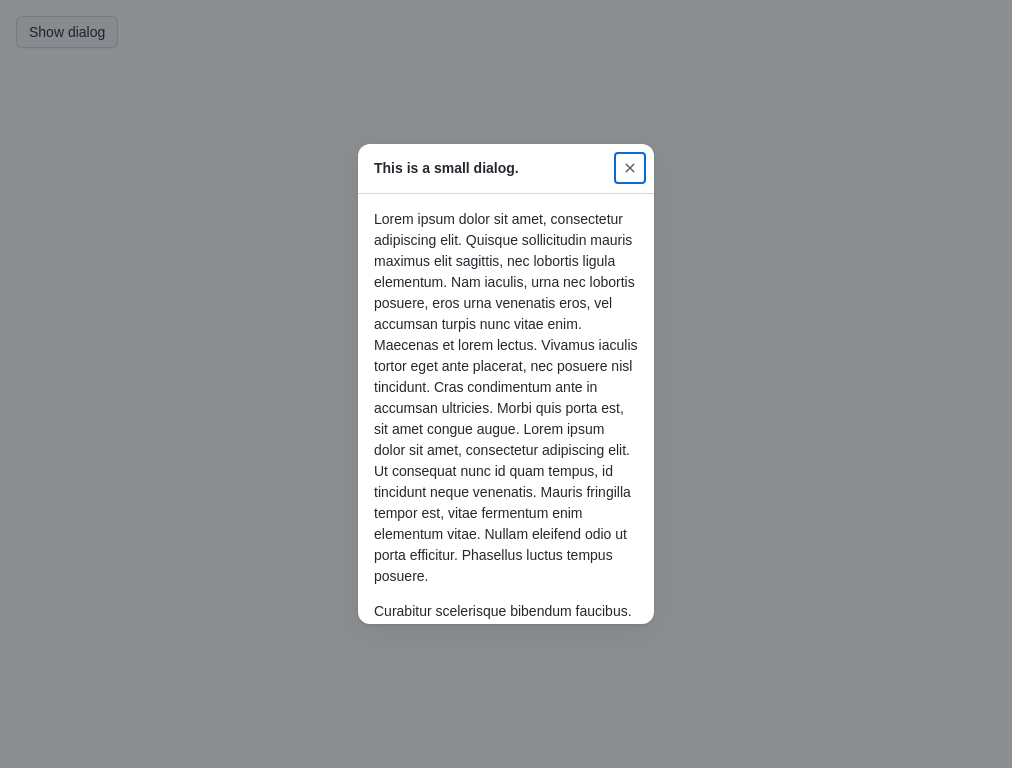 Show dialog
This is a small dialog.
Lorem ipsum dolor sit amet, consectetur
adipiscing elit. Quisque sollicitudin mauris
maximus elit sagittis, nec lobortis ligula
elementum. Nam iaculis, urna nec lobortis
posuere, eros urna venenatis eros, vel
accumsan turpis nunc vitae enim.
Maecenas et lorem lectus. Vivamus iaculis
tortor eget ante placerat, nec posuere nisl
tincidunt. Cras condimentum ante in
accumsan ultricies. Morbi quis porta est,
sit amet congue augue. Lorem ipsum
dolor sit amet, consectetur adipiscing elit.
Ut consequat nunc id quam tempus, id
tincidunt neque venenatis. Mauris fringilla
tempor est, vitae fermentum enim
elementum vitae. Nullam eleifend odio ut
porta efficitur. Phasellus luctus tempus
posuere.
Curabitur scelerisque bibendum faucibus.